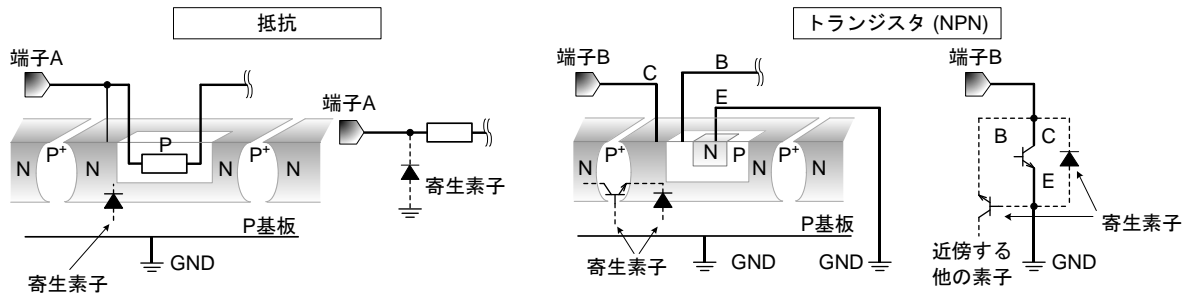 抵抗
トランジスタ (NPN)
端子A
端子A
N
P+
N
P
N
P+
N
寄生素子
P基板
寄生素子
GND
端子B
C
B
E
N
P+
N
N
P
P+
N
N
P基板
寄生素子
GND
GND
端子B
B
C
E
寄生素子
近傍する
他の素子
GND